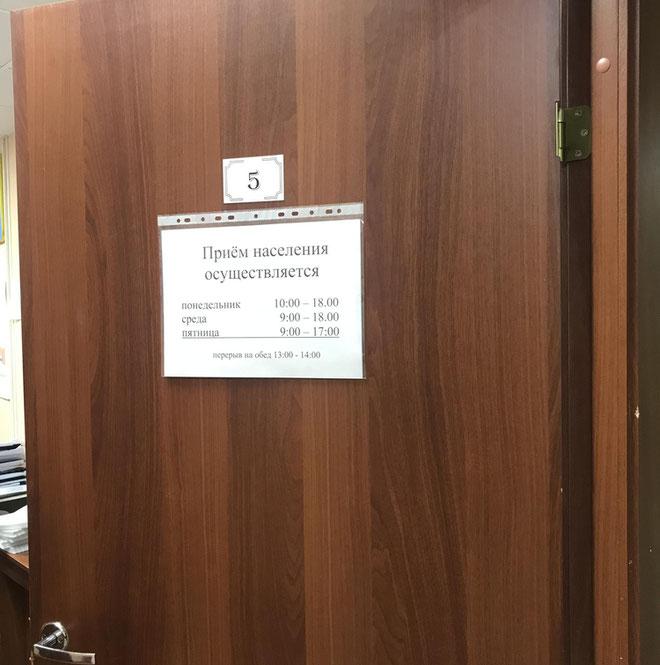 5
Приём населения
осуществляется
понедельник 10:00 – 18.00
среда 9:00 – 18.00
пятница 9:00 – 17:00
перерыв на обед 13:00 - 14:00